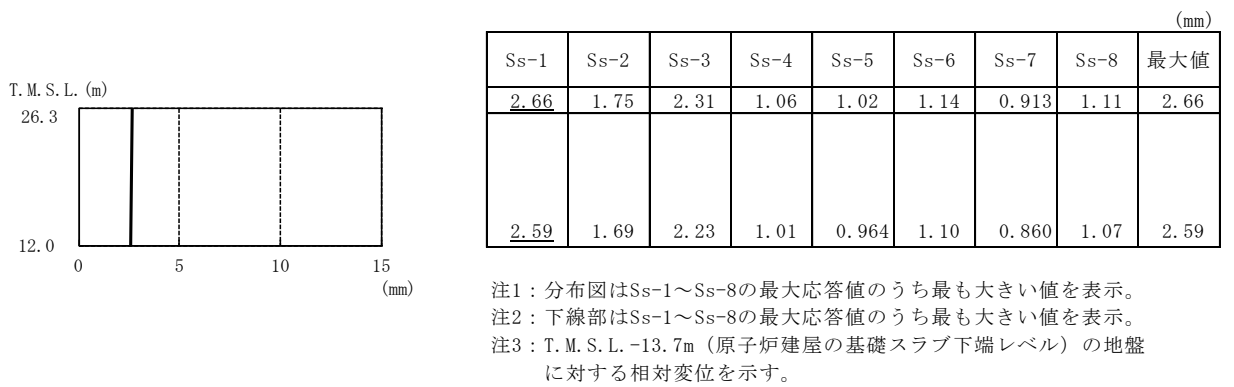 (mm)
Ss-1 Ss-2 Ss-3 Ss-4 Ss-5 Ss-6 Ss-7 Ss-8 最大値
2.66 1.75 2.31 1.06 1.02 1.14 0.913 1.11 2.66
2.59 1.69 2.23 1.01 0.964 1.10 0.860 1.07 2.59
T.M.S.L.(m)
26.3
12.0
0 5 10 15
(mm)
注1：分布図はSs-1～Ss-8の最大応答値のうち最も大きい値を表示。
注2：下線部はSs-1～Ss-8の最大応答値のうち最も大きい値を表示。
注3：T.M.S.L.-13.7m（原子炉建屋の基礎スラブ下端レベル）の地盤
に対する相対変位を示す。